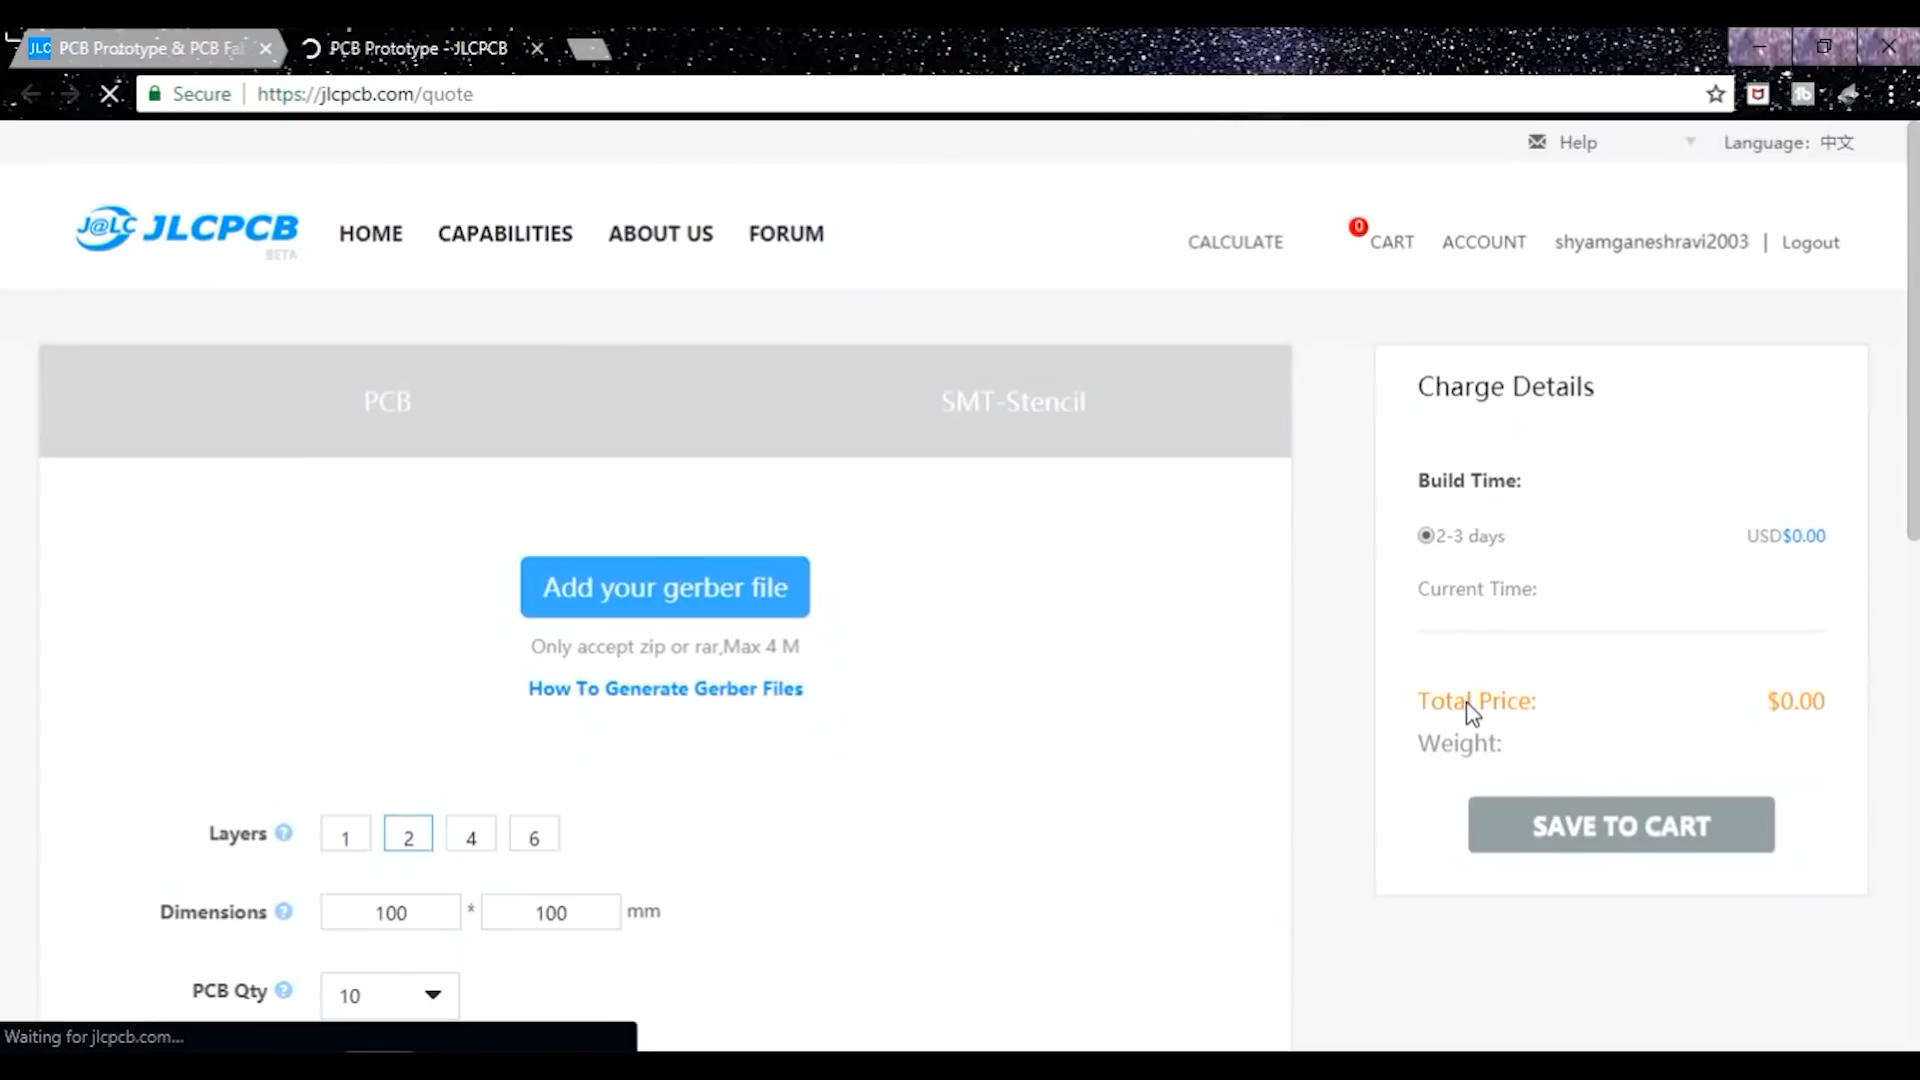 JLC PCB Prototype & PCB Fal
PCB Prototype - JLCPCB
Secure
https://jlcpcb.com/quote
Help
Language: 中文
J@LC JLCPCB
BETA
HOME
CAPABILITIES
ABOUT US
FORUM
CALCULATE
0
CART
ACCOUNT
shyamganeshravi2003 | Logout
PCB
SMT-Stencil
Add your gerber file
Only accept zip or rar,Max 4 M
How To Generate Gerber Files
Layers ? 1 2 4 6
Dimensions ? 100 * 100 mm
PCB Qty ? 10
Charge Details
Build Time:
2-3 days USD$0.00
Current Time:
Total Price: $0.00
Weight:
SAVE TO CART
Waiting for jlcpcb.com...